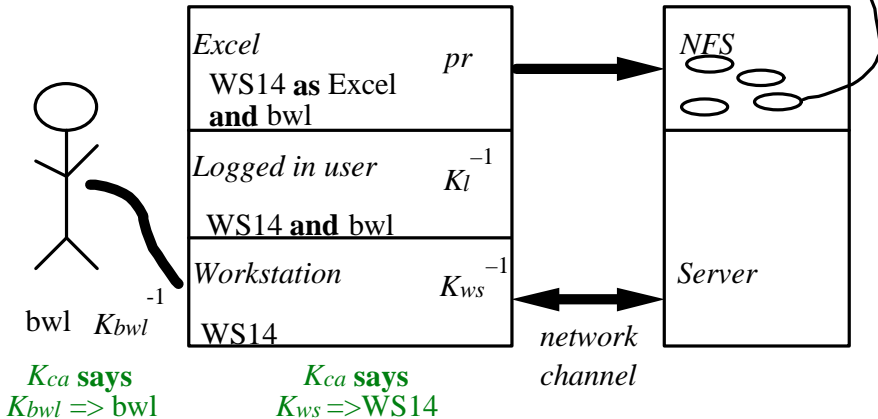 Excel
pr
WS14 as Excel
and bwl
Logged in user
Kl⁻¹
WS14 and bwl
Workstation
Kws⁻¹
WS14
bwl Kbwl⁻¹
Kca says
Kbwl => bwl
Kca says
Kws =>WS14
network
channel
NFS
Server